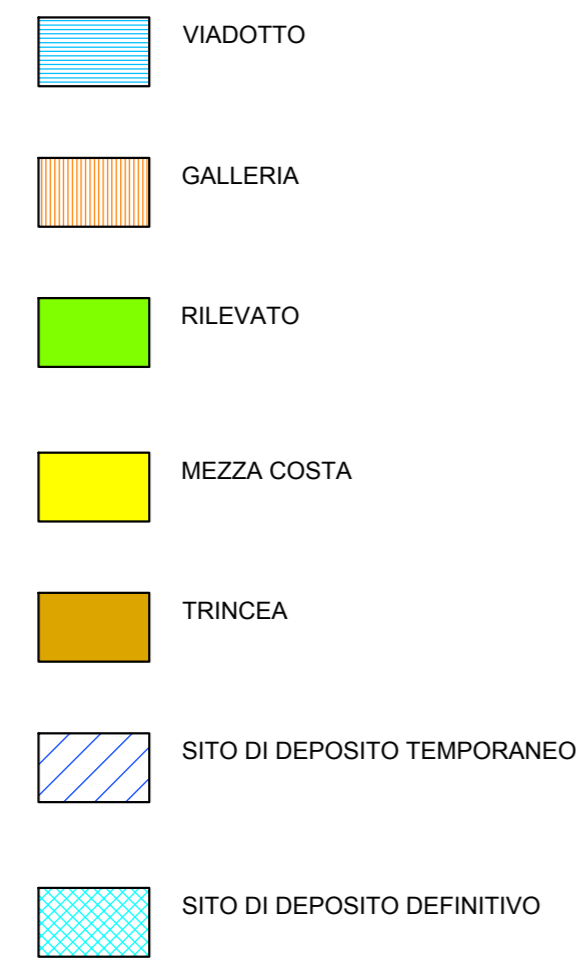 VIADOTTO
GALLERIA
RILEVATO
MEZZA COSTA
TRINCEA
SITO DI DEPOSITO TEMPORANEO
SITO DI DEPOSITO DEFINITIVO